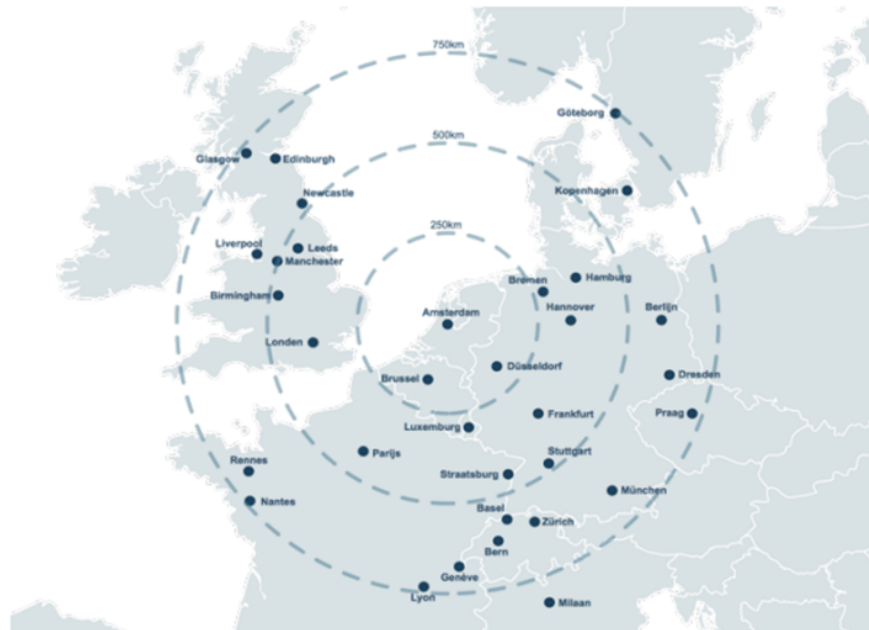 750km
Göteborg
500km
Glasgow
Edinburgh
Kopenhagen
Newcastle
250km
Liverpool
Leeds
Manchester
Bremen
Hamburg
Birmingham
Amsterdam
Hannover
Berlijn
Londen
Düsseldorf
Brussel
Dresden
Luxemburg
Frankfurt
Praag
Parijs
Stuttgart
Rennes
Straatsburg
München
Nantes
Basel
Zürich
Bern
Genève
Lyon
Milaan